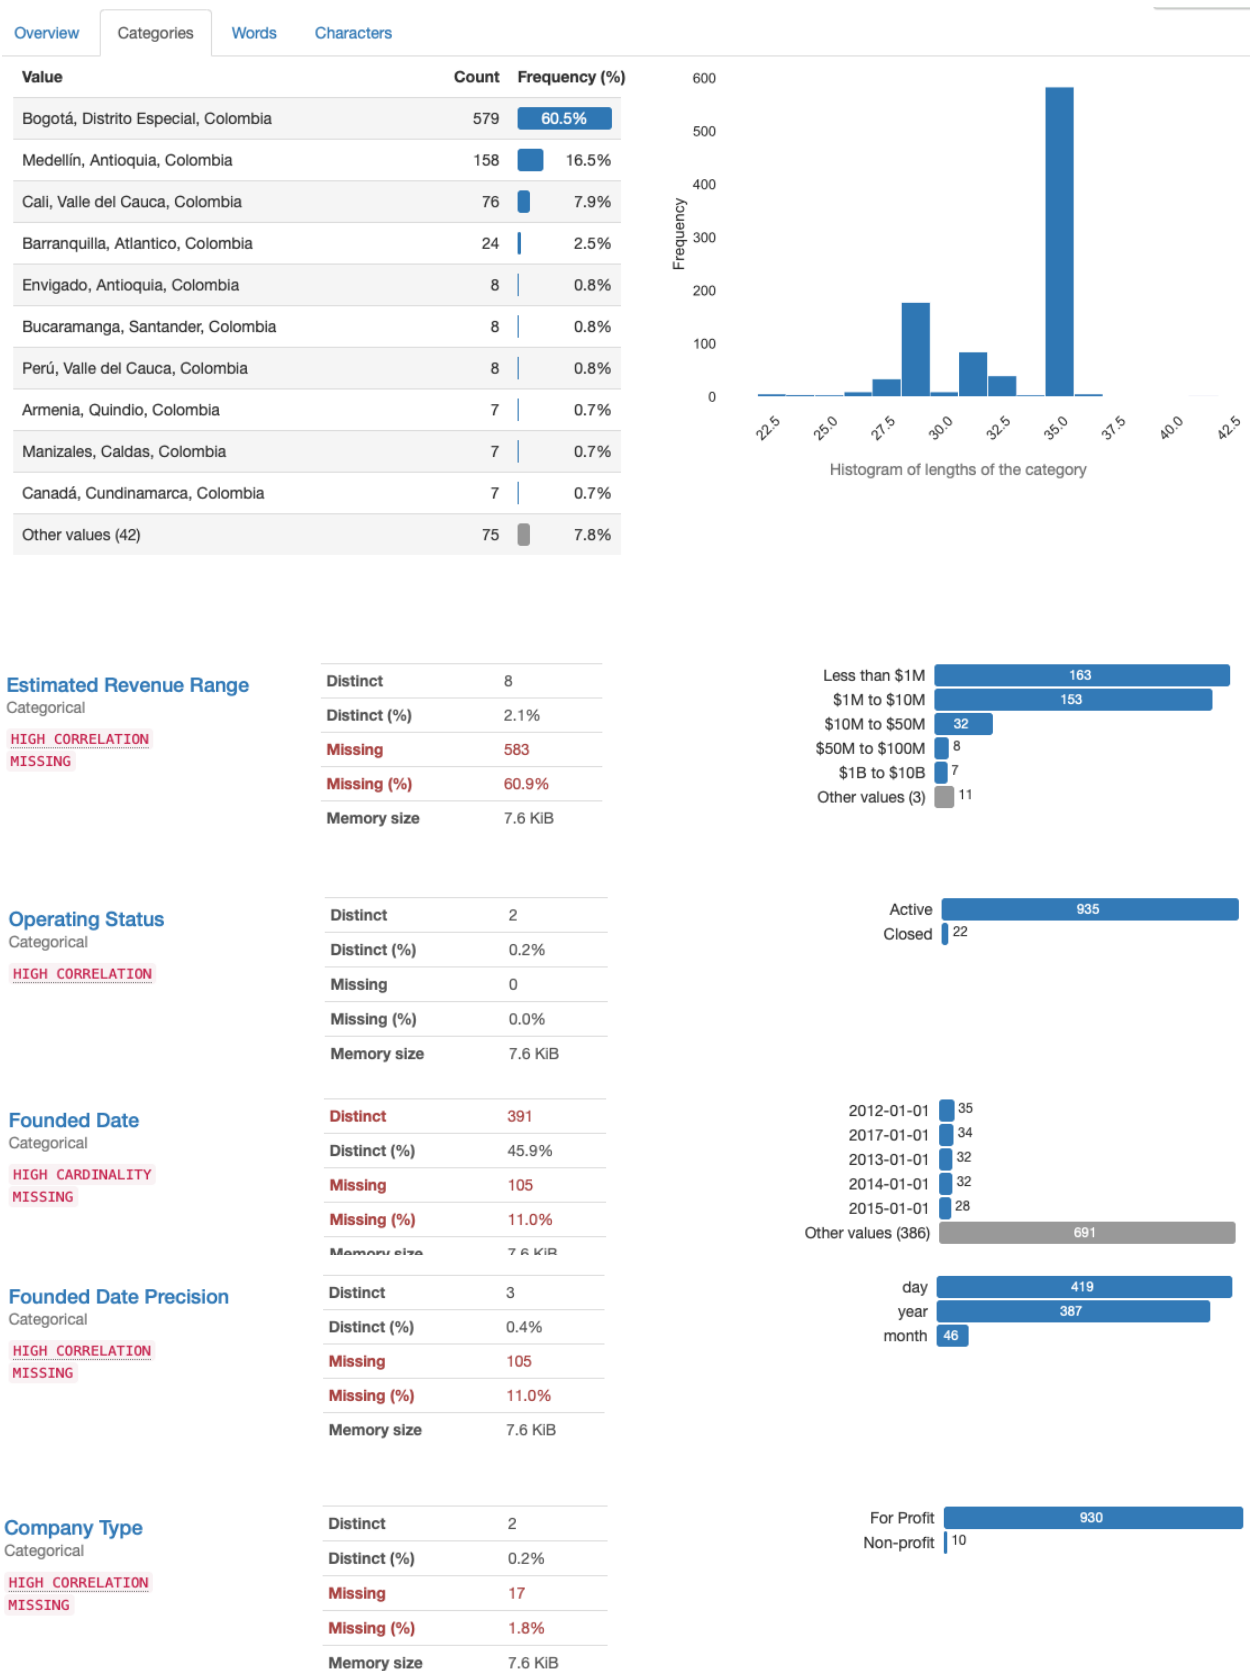 Overview Categories Words Characters
Value Count Frequency (%)
Bogotá, Distrito Especial, Colombia 579 60.5%
Medellín, Antioquia, Colombia 158 16.5%
Cali, Valle del Cauca, Colombia 76 7.9%
Barranquilla, Atlantico, Colombia 24 2.5%
Envigado, Antioquia, Colombia 8 0.8%
Bucaramanga, Santander, Colombia 8 0.8%
Perú, Valle del Cauca, Colombia 8 0.8%
Armenia, Quindio, Colombia 7 0.7%
Manizales, Caldas, Colombia 7 0.7%
Canadá, Cundinamarca, Colombia 7 0.7%
Other values (42) 75 7.8%
600
500
400
300
200
100
0
Frequency
22.5 25.0 27.5 30.0 32.5 35.0 37.5 40.0 42.5
Histogram of lengths of the category
Estimated Revenue Range
Categorical
HIGH CORRELATION
MISSING
Distinct 8
Distinct (%) 2.1%
Missing 583
Missing (%) 60.9%
Memory size 7.6 KiB
Less than $1M 163
$1M to $10M 153
$10M to $50M 32
$50M to $100M 8
$1B to $10B 7
Other values (3) 11
Operating Status
Categorical
HIGH CORRELATION
Distinct 2
Distinct (%) 0.2%
Missing 0
Missing (%) 0.0%
Memory size 7.6 KiB
Active 935
Closed 22
Founded Date
Categorical
HIGH CARDINALITY
MISSING
Distinct 391
Distinct (%) 45.9%
Missing 105
Missing (%) 11.0%
Memory size 7.6 KiB
2012-01-01 35
2017-01-01 34
2013-01-01 32
2014-01-01 32
2015-01-01 28
Other values (386) 691
Founded Date Precision
Categorical
HIGH CORRELATION
MISSING
Distinct 3
Distinct (%) 0.4%
Missing 105
Missing (%) 11.0%
Memory size 7.6 KiB
day 419
year 387
month 46
Company Type
Categorical
HIGH CORRELATION
MISSING
Distinct 2
Distinct (%) 0.2%
Missing 17
Missing (%) 1.8%
Memory size 7.6 KiB
For Profit 930
Non-profit 10